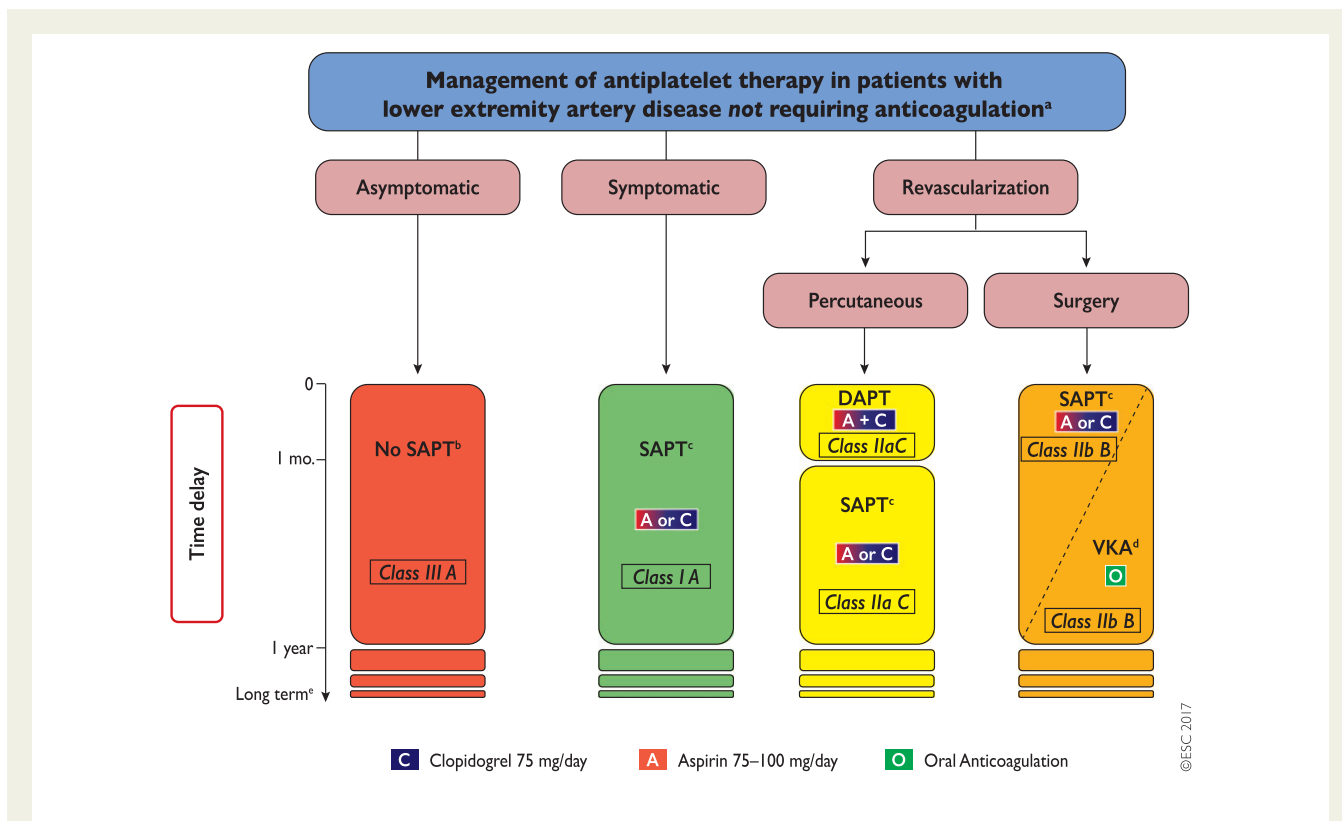 Management of antiplatelet therapy in patients with
lower extremity artery disease not requiring anticoagulationᵃ
Asymptomatic
Symptomatic
Revascularization
Percutaneous
Surgery
Time delay
0
1 mo.
1 year
Long termᵉ
No SAPTᵇ
Class III A
SAPTᶜ
A or C
Class I A
DAPT
A + C
Class IIaC
SAPTᶜ
A or C
Class IIa C
SAPTᶜ
A or C
Class IIb B
VKAᵈ
O
Class IIb B
C Clopidogrel 75 mg/day
A Aspirin 75–100 mg/day
O Oral Anticoagulation
©ESC 2017